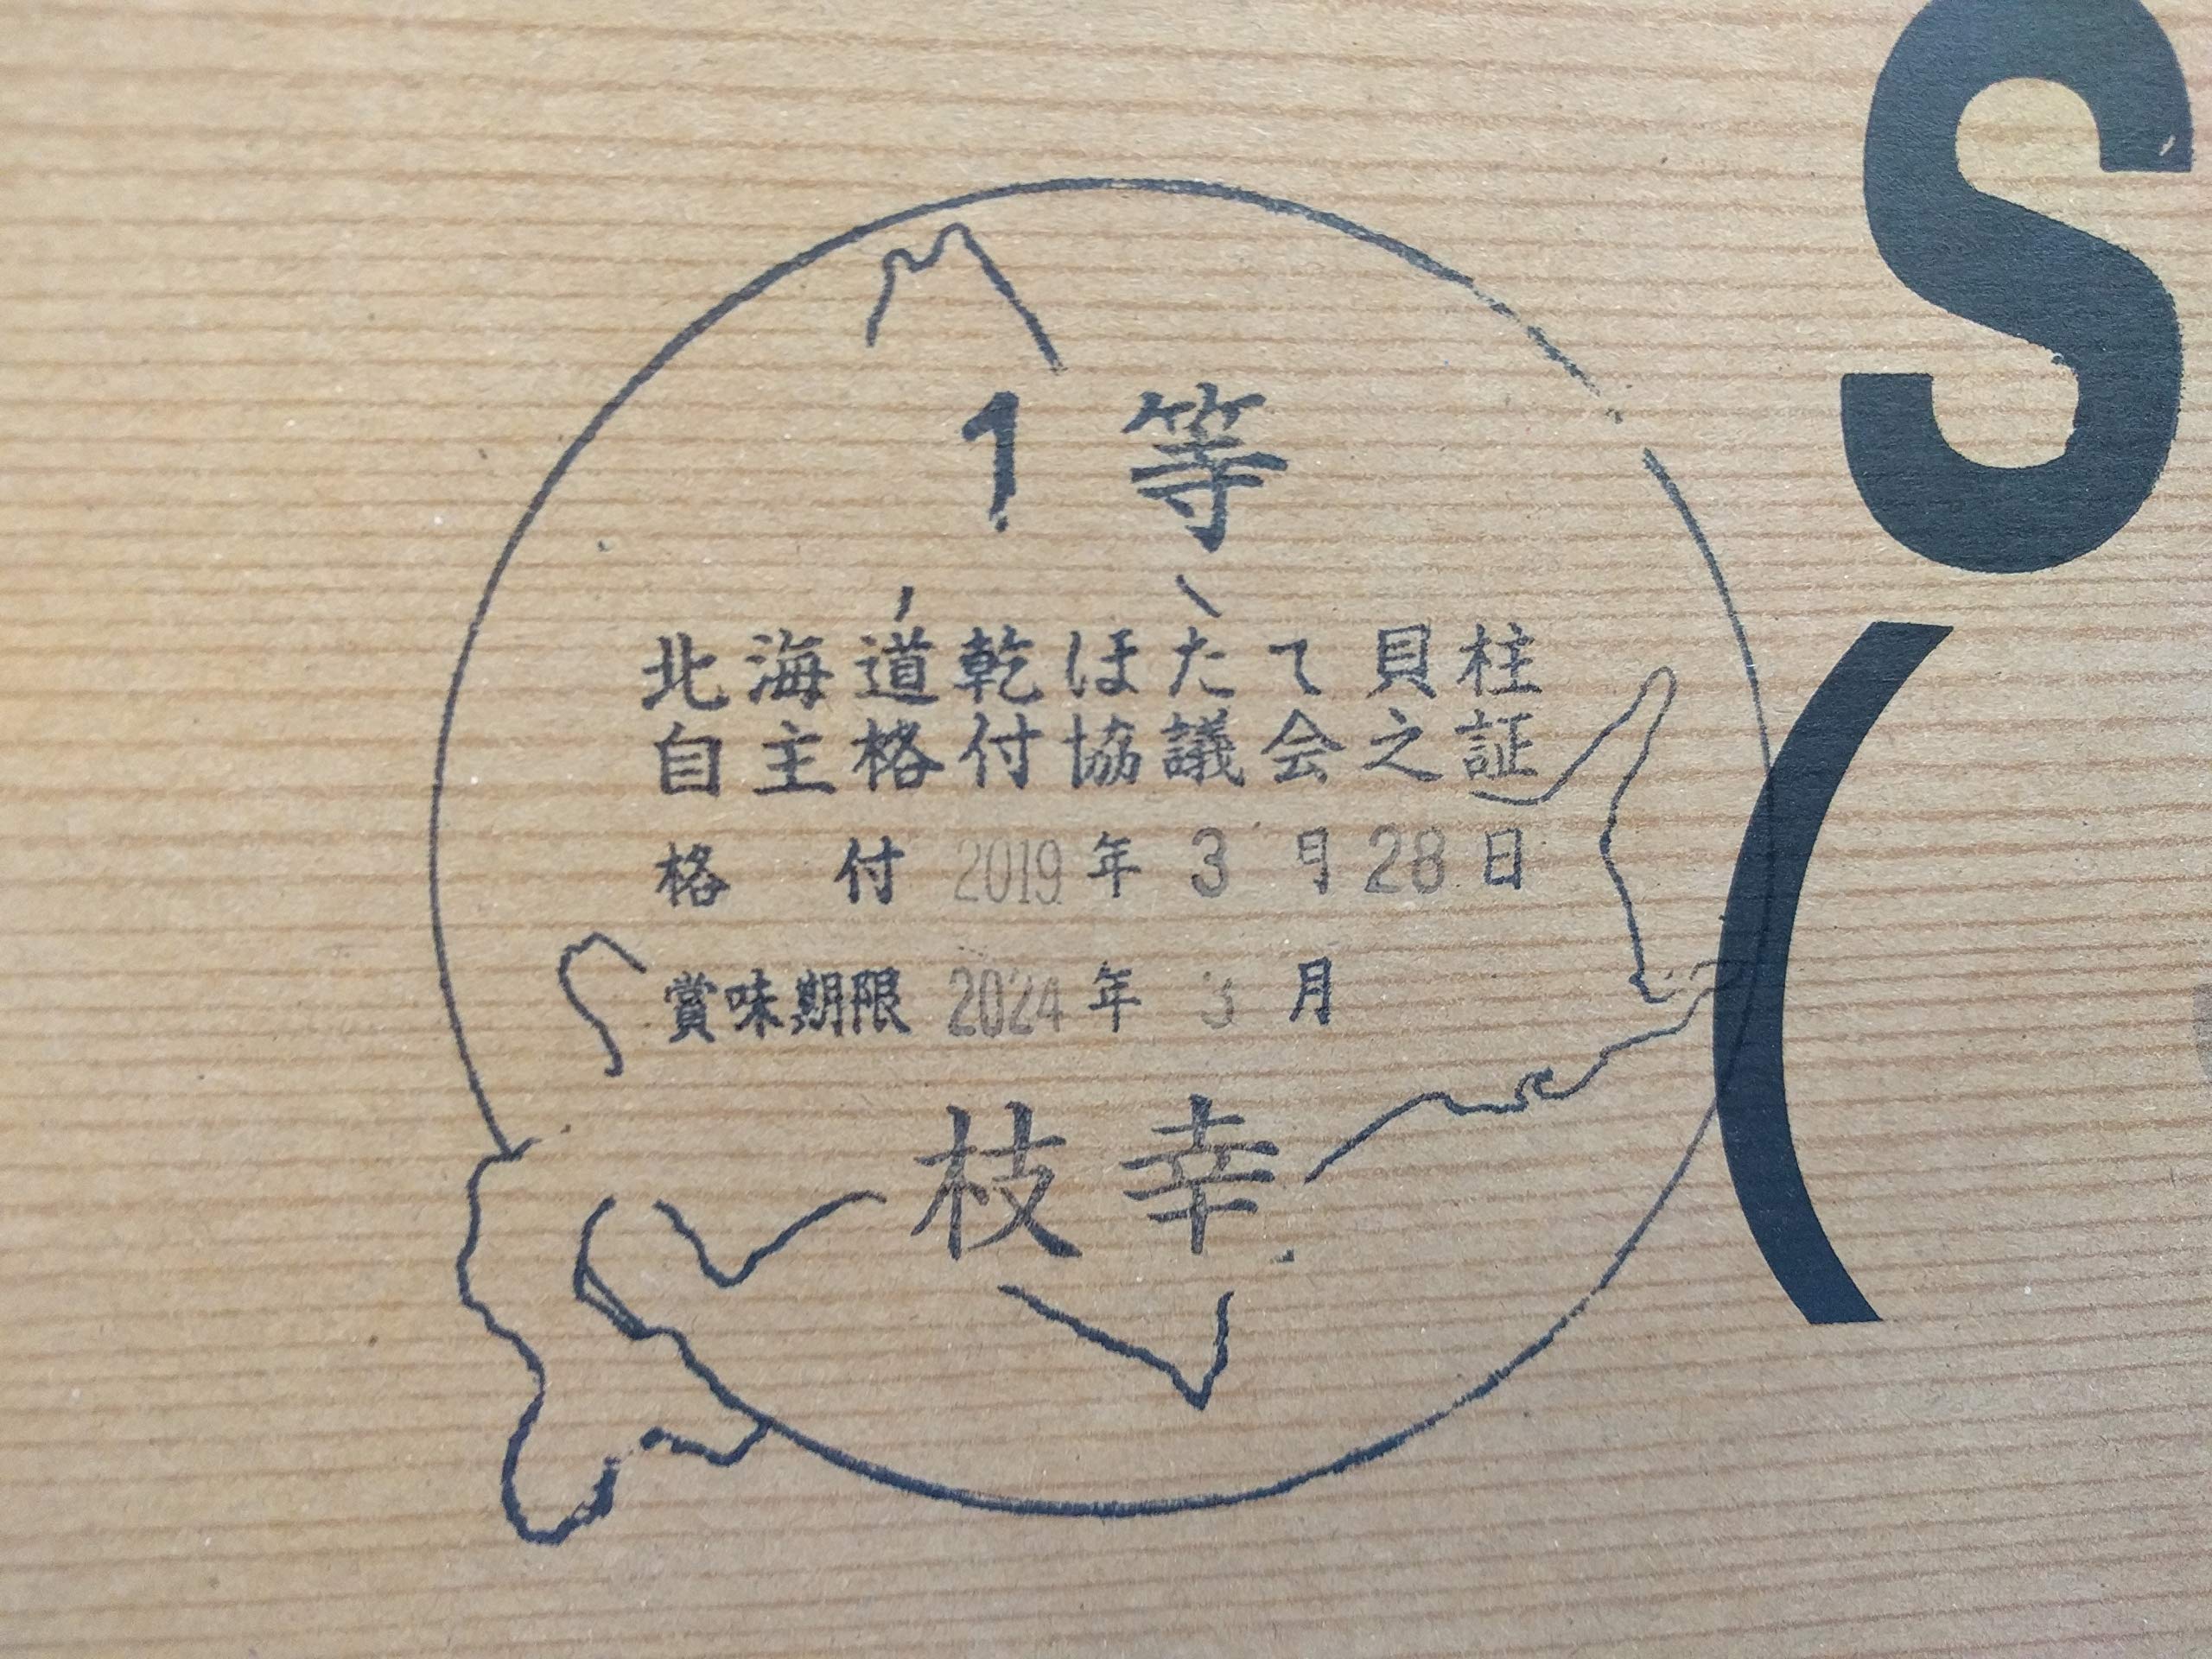 S
(
1等
北海道乾ほたて貝柱
自主格付協議会之証
格付 2019年3月28日
賞味期限 2024年3月
枝幸